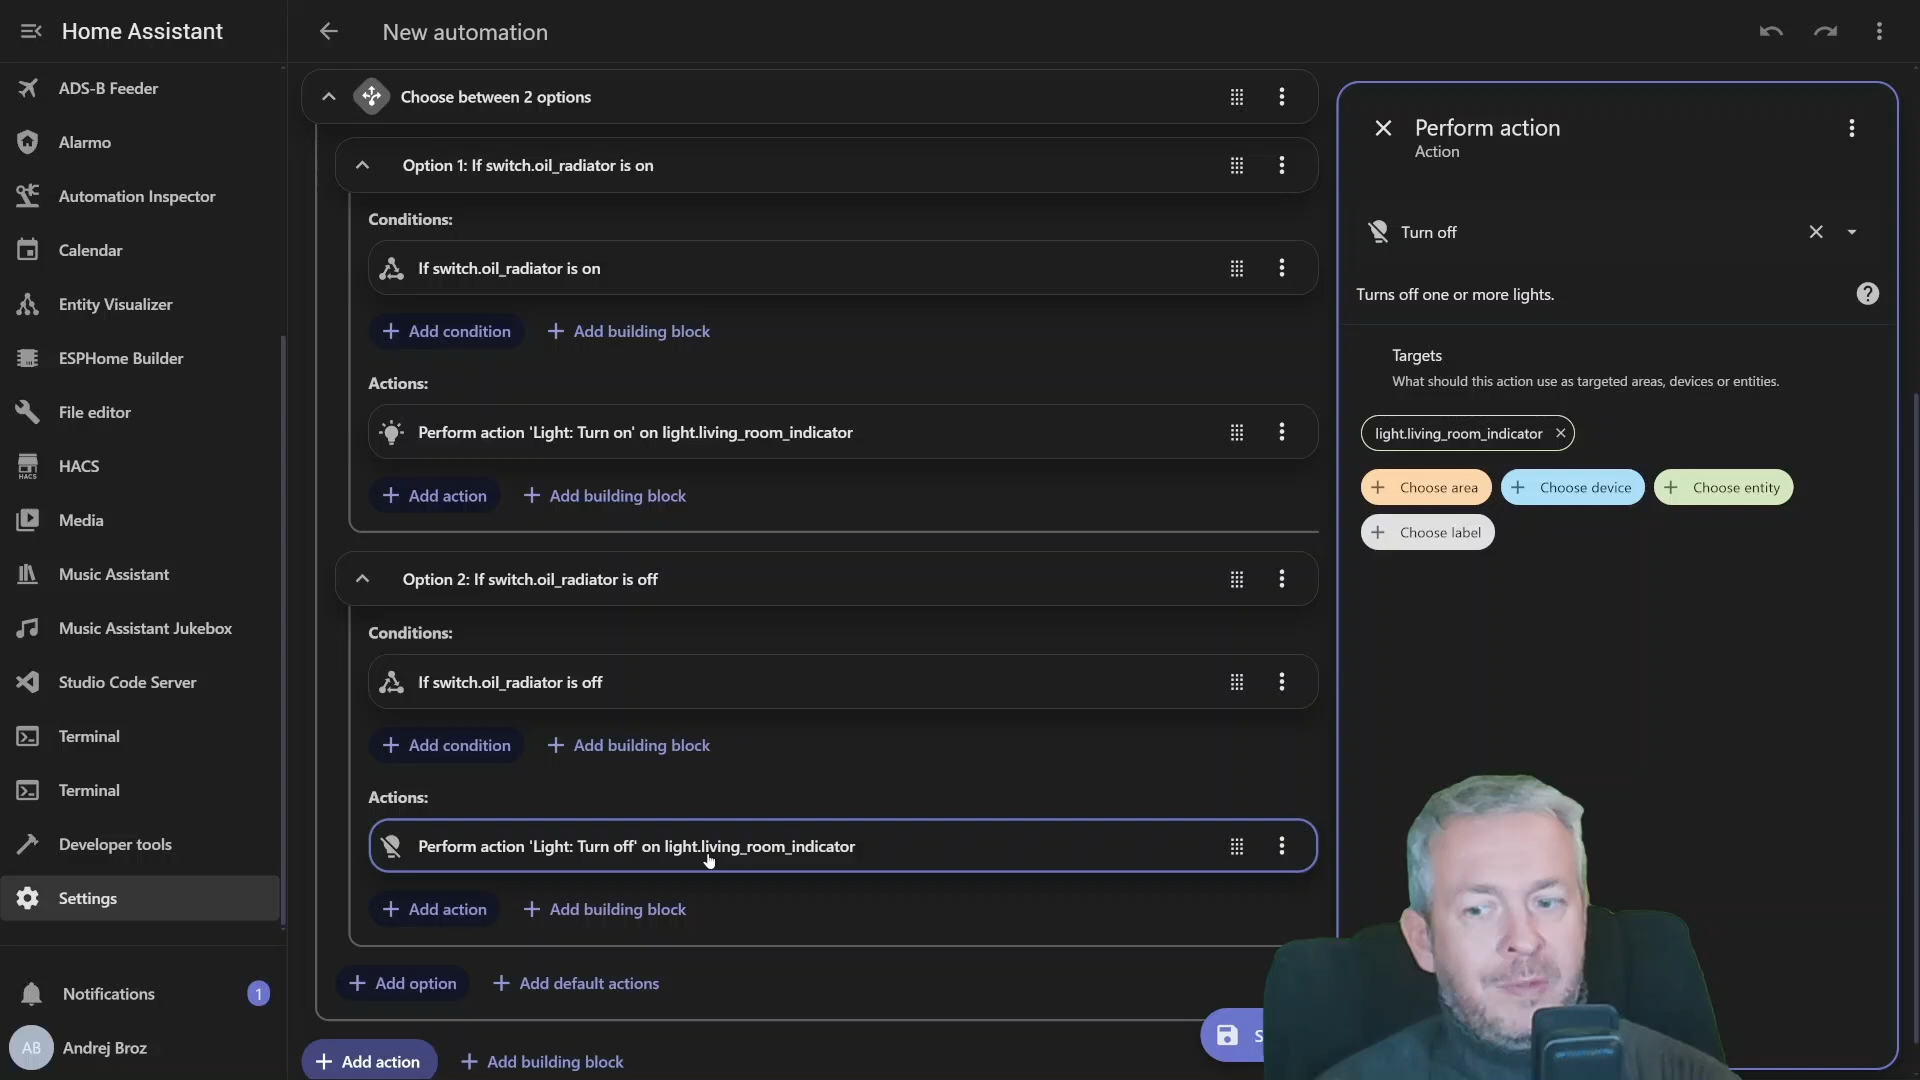 Home Assistant
New automation
ADS-B Feeder
Alarmo
Automation Inspector
Calendar
Entity Visualizer
ESPHome Builder
File editor
HACS
HACS
Media
Music Assistant
Music Assistant Jukebox
Studio Code Server
Terminal
Terminal
Developer tools
Settings
Notifications
1
AB
Andrej Broz
Choose between 2 options
Option 1: If switch.oil_radiator is on
Conditions:
If switch.oil_radiator is on
+ Add condition + Add building block
Actions:
Perform action 'Light: Turn on' on light.living_room_indicator
+ Add action + Add building block
Option 2: If switch.oil_radiator is off
Conditions:
If switch.oil_radiator is off
+ Add condition + Add building block
Actions:
Perform action 'Light: Turn off' on light.living_room_indicator
+ Add action + Add building block
+ Add option + Add default actions
+ Add action + Add building block
Perform action
Action
Turn off
Turns off one or more lights.
?
Targets
What should this action use as targeted areas, devices or entities.
light.living_room_indicator
+ Choose area + Choose device + Choose entity
+ Choose label